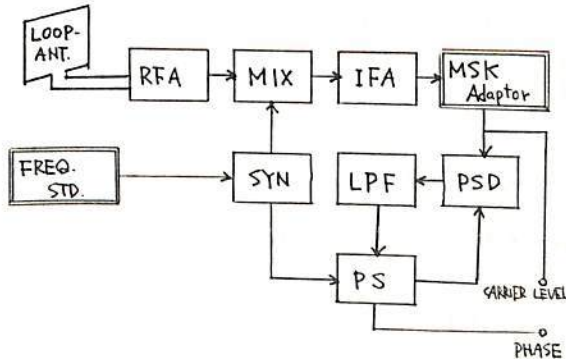 LOOP-
ANT.
RFA
MIX
IFA
MSK
Adaptor
FREQ.
STD.
SYN
LPF
PSD
PS
CARRIER LEVEL
PHASE